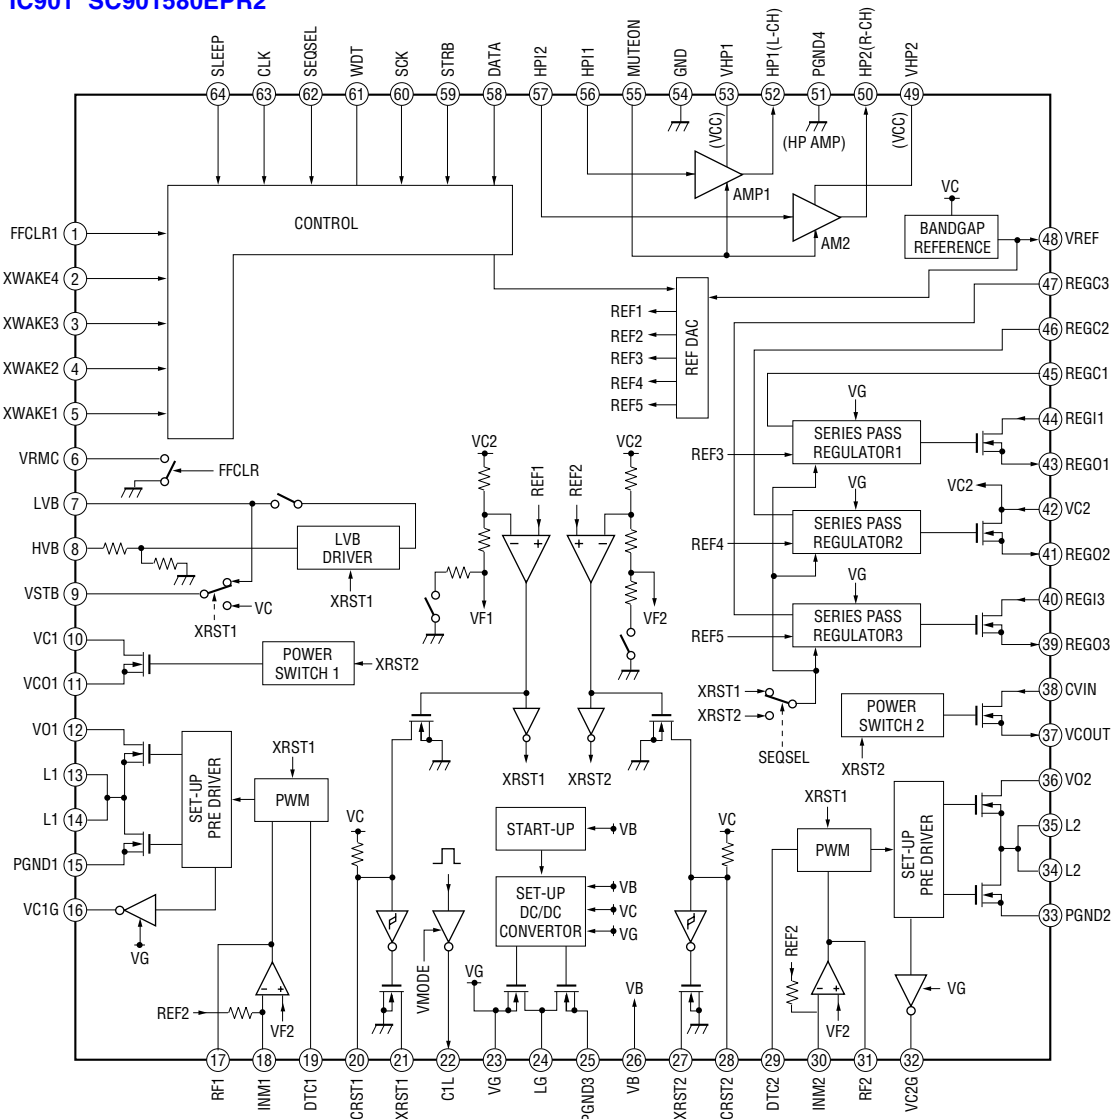 IC901 SC901580EPR2
SLEEP
CLK
SEQSEL
WDT
SCK
STRB
DATA
HPI2
HPI1
MUTEON
GND
VHP1
HP1(L-CH)
PGND4
HP2(R-CH)
VHP2
64
63
62
61
60
59
58
57
56
55
54
53
52
51
50
49
(VCC)
(HP AMP)
(VCC)
AMP1
AM2
CONTROL
VC
BANDGAP
REFERENCE
FFCLR1 1
XWAKE4 2
XWAKE3 3
XWAKE2 4
XWAKE1 5
VRMC 6
FFCLR
LVB 7
HVB 8
LVB
DRIVER
XRST1
VSTB 9
VC
XRST1
VC1 10
VCO1 11
POWER
SWITCH 1
XRST2
VO1 12
L1 13
L1 14
PGND1 15
VC1G 16
SET-UP
PRE DRIVER
XRST1
PWM
VG
REF2
VF2
REF DAC
REF1
REF2
REF3
REF4
REF5
VC2
REF1
REF2
VC2
− +
+ −
VF1
VF2
XRST1
XRST2
VC
START-UP
VB
SET-UP
DC/DC
CONVERTOR
VB
VC
VG
VMODE
VG
VB
VC
48 VREF
47 REGC3
46 REGC2
45 REGC1
44 REGI1
43 REGO1
42 VC2
41 REGO2
40 REGI3
39 REGO3
38 CVIN
37 VCOUT
36 VO2
35 L2
34 L2
33 PGND2
VG
SERIES PASS
REGULATOR1
REF3
VG
VC2
SERIES PASS
REGULATOR2
REF4
VG
SERIES PASS
REGULATOR3
REF5
XRST1
XRST2
SEQSEL
POWER
SWITCH 2
XRST2
XRST1
PWM
SET-UP
PRE DRIVER
REF2
− +
− +
VF2
VG
17
18
19
20
21
22
23
24
25
26
27
28
29
30
31
32
RF1
INM1
DTC1
CRST1
XRST1
C1L
VG
LG
PGND3
VB
XRST2
CRST2
DTC2
INM2
RF2
VC2G